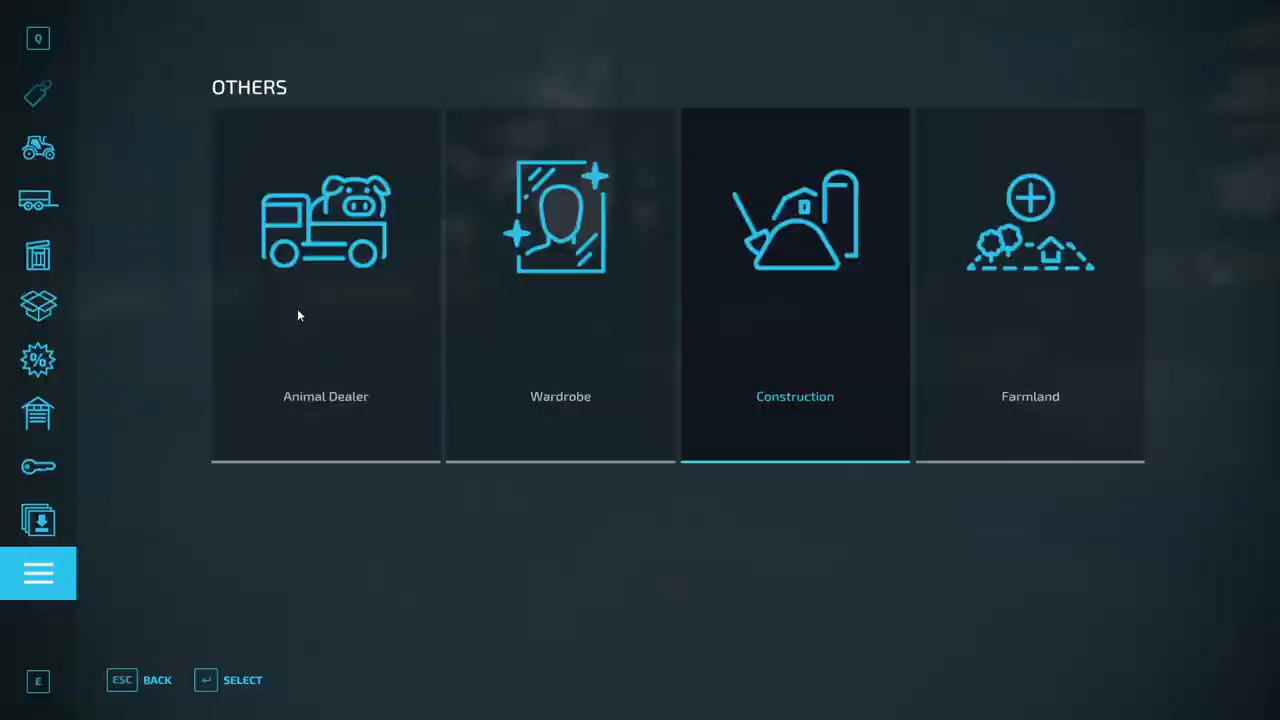 Q
OTHERS
%
Animal Dealer
Wardrobe
Construction
Farmland
E
ESC BACK
SELECT